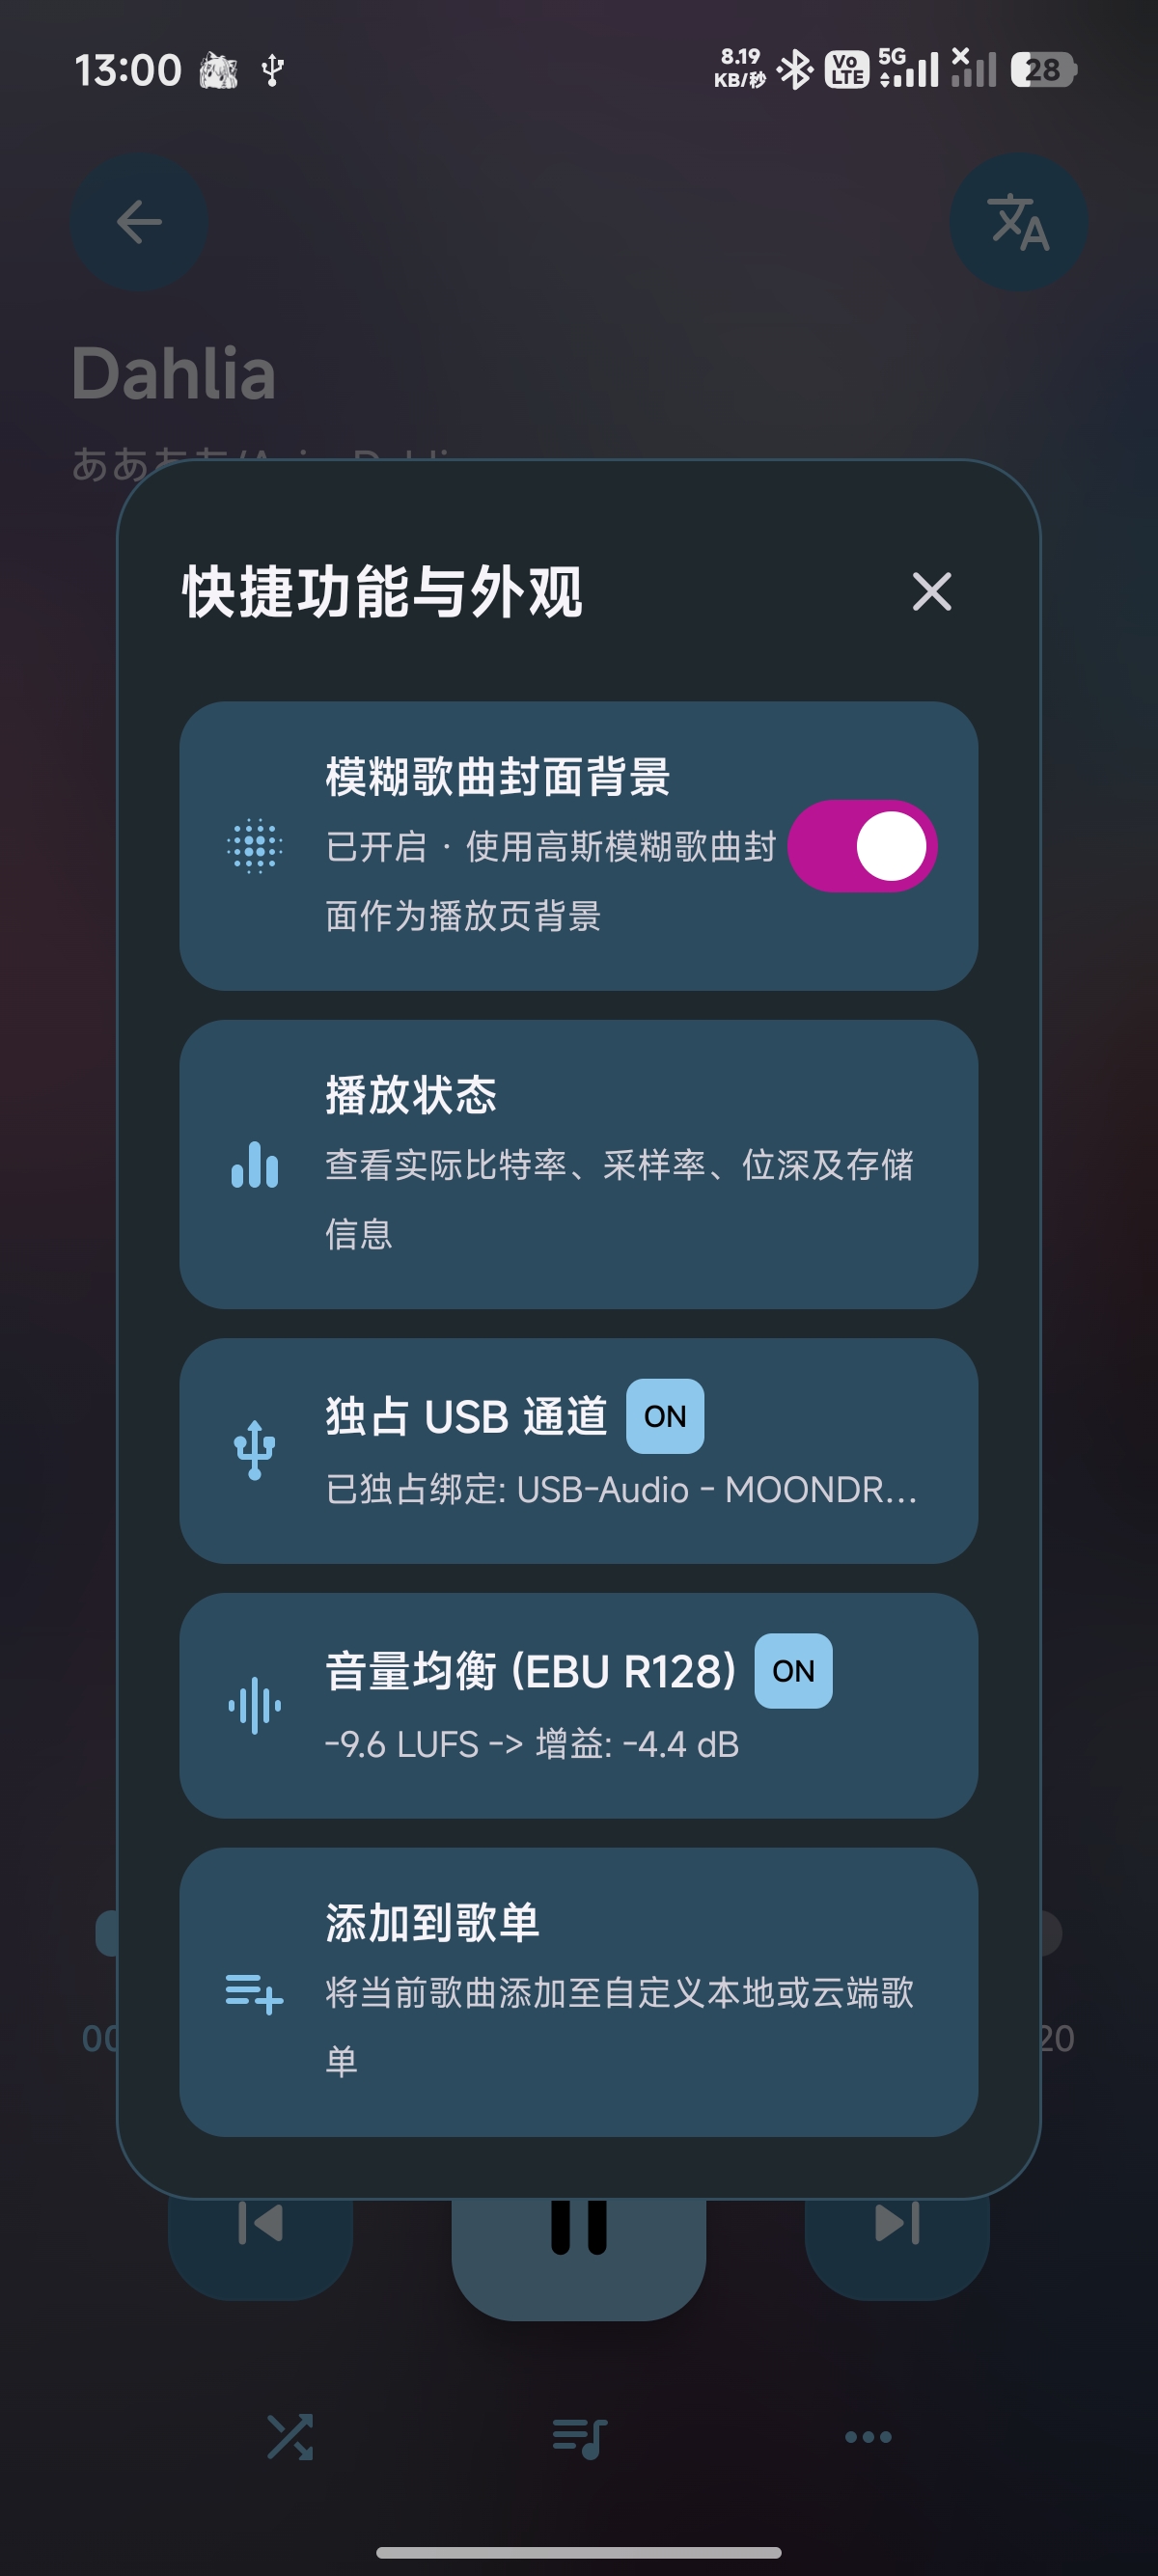 13:00
8.19
KB/秒
Vo
LTE
5G
28
Dahlia
快捷功能与外观
模糊歌曲封面背景
已开启 · 使用高斯模糊歌曲封
面作为播放页背景
播放状态
查看实际比特率、采样率、位深及存储
信息
独占 USB 通道 ON
已独占绑定: USB-Audio - MOONDR...
音量均衡 (EBU R128) ON
-9.6 LUFS -> 增益: -4.4 dB
添加到歌单
将当前歌曲添加至自定义本地或云端歌
单
00
20